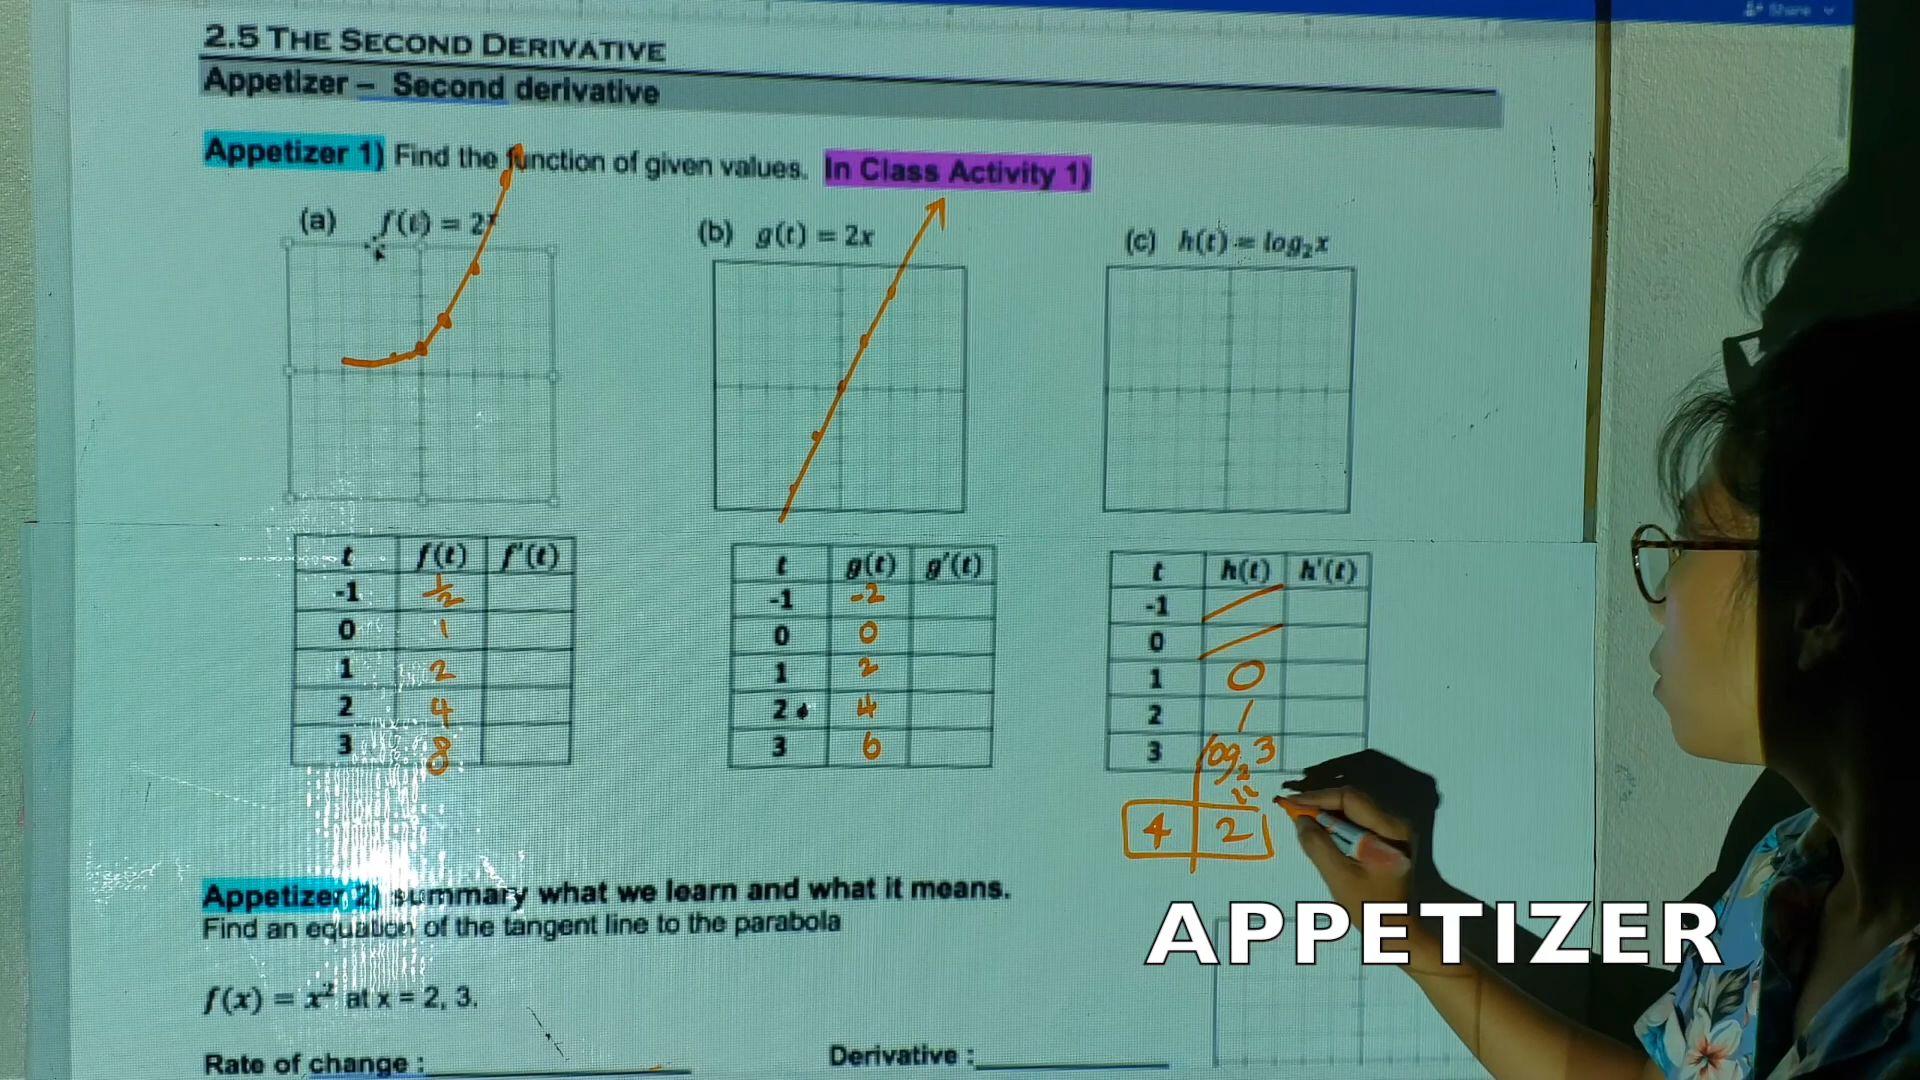 Share
2.5 THE SECOND DERIVATIVE
Appetizer – Second derivative
Appetizer 1) Find the function of given values. In Class Activity 1)
(a) f(t) = 2ˣ
(b) g(t) = 2x
(c) h(t) = log₂x
t f(t) f'(t)
-1 ½
0 1
1 2
2 4
3 8
t g(t) g'(t)
-1 -2
0 0
1 2
2 4
3 6
t h(t) h'(t)
-1
0
1 0
2 1
3 log₂3
4 2
Appetizer 2) summary what we learn and what it means.
Find an equation of the tangent line to the parabola
f(x) = x² at x = 2, 3.
Rate of change :
Derivative :
APPETIZER